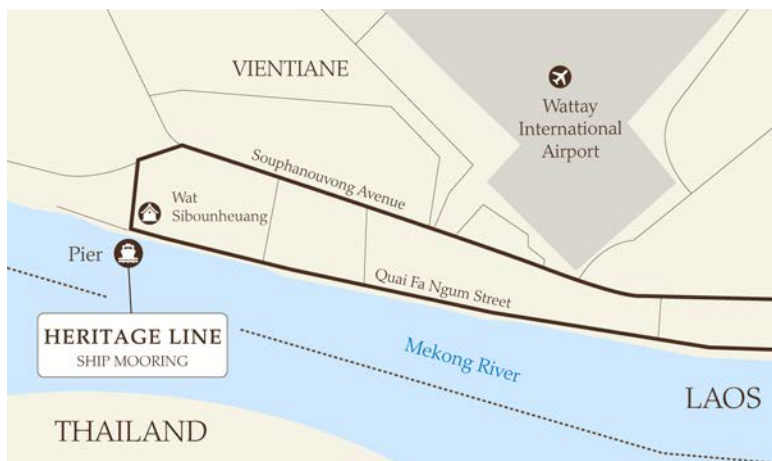 VIENTIANE
Wattay
International
Airport
Souphanouvong Avenue
Wat
Sibounheuang
Pier
Quai Fa Ngum Street
HERITAGE LINE
SHIP MOORING
Mekong River
LAOS
THAILAND